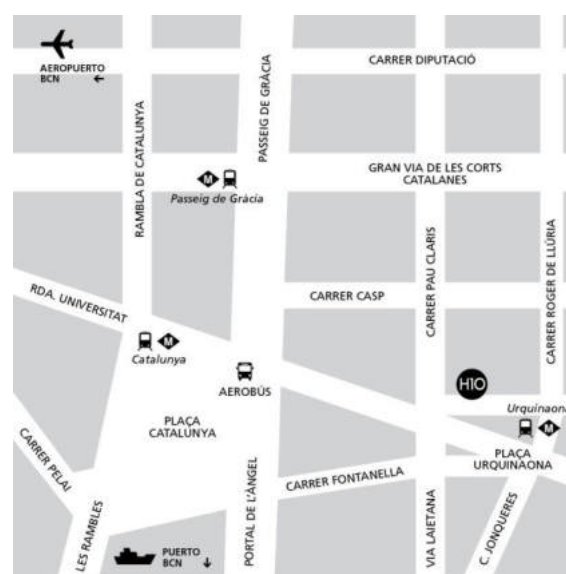 CARRER DIPUTACIÓ
AEROPUERTO
BCN
PASSEIG DE GRÀCIA
RAMBLA DE CATALUNYA
GRAN VIA DE LES CORTS
CATALANES
M
Passeig de Gràcia
CARRER PAU CLARIS
CARRER ROGER DE LLÚRIA
RDA. UNIVERSITAT
CARRER CASP
M
Catalunya
AEROBÚS
H10
Urquinaona
M
PLAÇA
CATALUNYA
CARRER PELAI
PLAÇA
URQUINAONA
CARRER FONTANELLA
LES RAMBLES
PORTAL DE L'ÀNGEL
VIA LAIETANA
C. JONQUERES
PUERTO
BCN